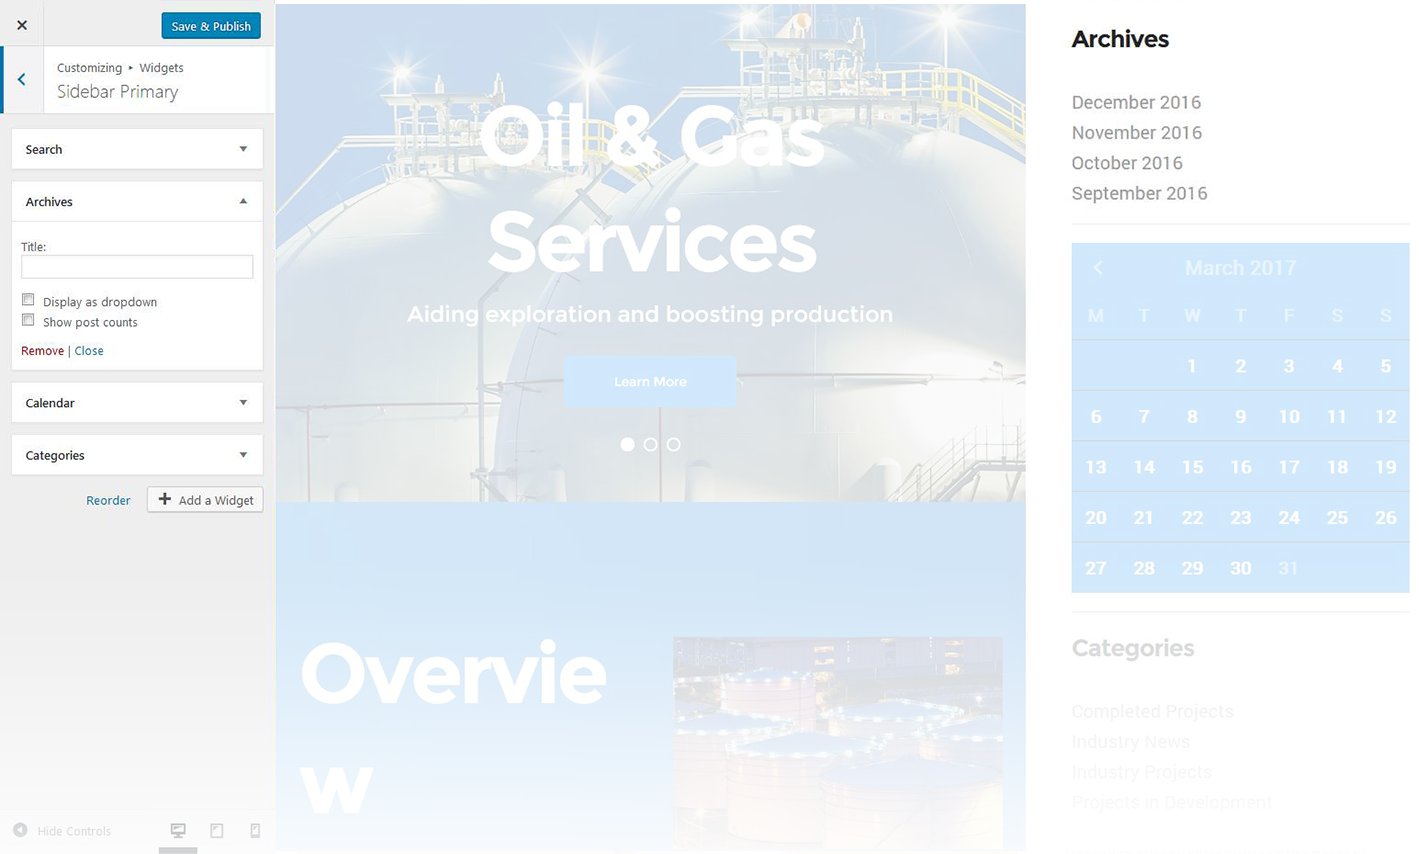 Save & Publish
Customizing ▸ Widgets
Sidebar Primary
Search
Archives
Title:
Display as dropdown
Show post counts
Remove | Close
Calendar
Categories
Reorder
Add a Widget
Hide Controls
Oil & Gas
Services
Aiding exploration and boosting production
Learn More
Overvie
w
Archives
December 2016
November 2016
October 2016
September 2016
March 2017
M T W T F S S
1 2 3 4 5
6 7 8 9 10 11 12
13 14 15 16 17 18 19
20 21 22 23 24 25 26
27 28 29 30 31
Categories
Completed Projects
Industry News
Industry Projects
Projects in Development